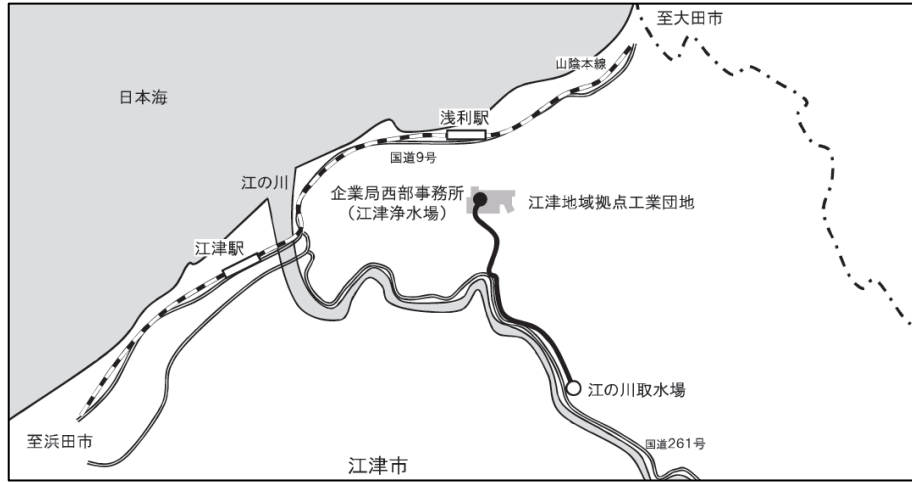 至大田市
山陰本線
日本海
浅利駅
国道9号
江の川
企業局西部事務所
（江津浄水場）
江津地域拠点工業団地
江津駅
江の川取水場
至浜田市
国道261号
江津市